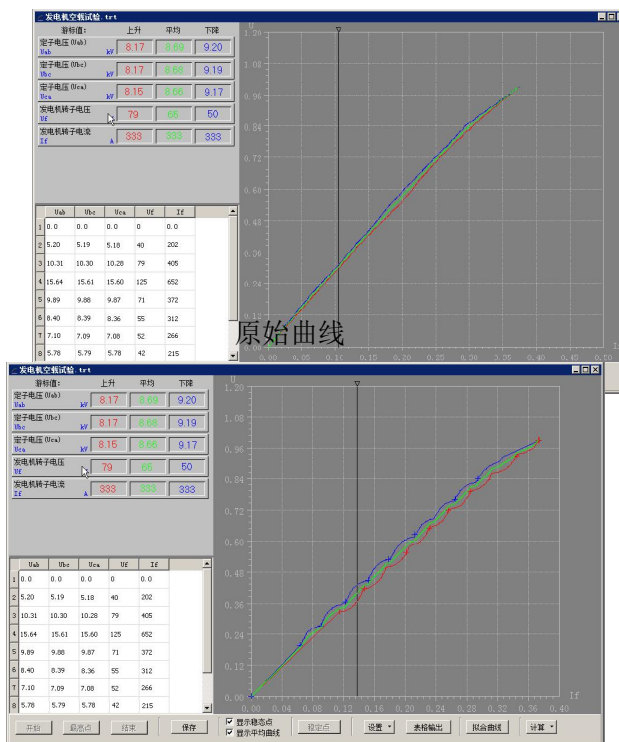 发电机空载试验.trt
游标值: 上升 平均 下降
定子电压(Uab) Uab kV 8.17 8.69 9.20
定子电压(Ubc) Ubc kV 8.17 8.68 9.19
定子电压(Uca) Uca kV 8.15 8.66 9.17
发电机转子电压 Uf 79 65 50
发电机转子电流 If A 333 333 333
Uab Ubc Uca Uf If
1 0.0 0.0 0.0 0 0.0
2 5.20 5.19 5.18 40 202
3 10.31 10.30 10.28 79 405
4 15.64 15.61 15.60 125 652
5 9.89 9.88 9.87 71 372
6 8.40 8.39 8.36 55 312
7 7.10 7.09 7.08 52 266
8 5.78 5.79 5.78 42 215
U
1.20
1.08
0.96
0.84
0.72
0.60
0.48
0.36
0.24
0.12
0.00
0.00 0.05 0.10 0.15 0.20 0.25 0.30 0.35 0.40 0.45 0.50
原始曲线
发电机空载试验.trt
游标值: 上升 平均 下降
定子电压(Uab) Uab kV 8.17 8.69 9.20
定子电压(Ubc) Ubc kV 8.17 8.68 9.19
定子电压(Uca) Uca kV 8.15 8.66 9.17
发电机转子电压 Uf 79 65 50
发电机转子电流 If A 333 333 333
Uab Ubc Uca Uf If
1 0.0 0.0 0.0 0 0.0
2 5.20 5.19 5.18 40 202
3 10.31 10.30 10.28 79 405
4 15.64 15.61 15.60 125 652
5 9.89 9.88 9.87 71 372
6 8.40 8.39 8.36 55 312
7 7.10 7.09 7.08 52 266
8 5.78 5.79 5.78 42 215
U
1.20
1.08
0.96
0.84
0.72
0.60
0.48
0.36
0.24
0.12
0.00
0.00 0.04 0.08 0.12 0.16 0.20 0.24 0.28 0.32 0.36 0.40
If
开始 最高点 结束 保存
显示稳态点
显示平均曲线
稳定点 设置 表格输出 拟合曲线 计算